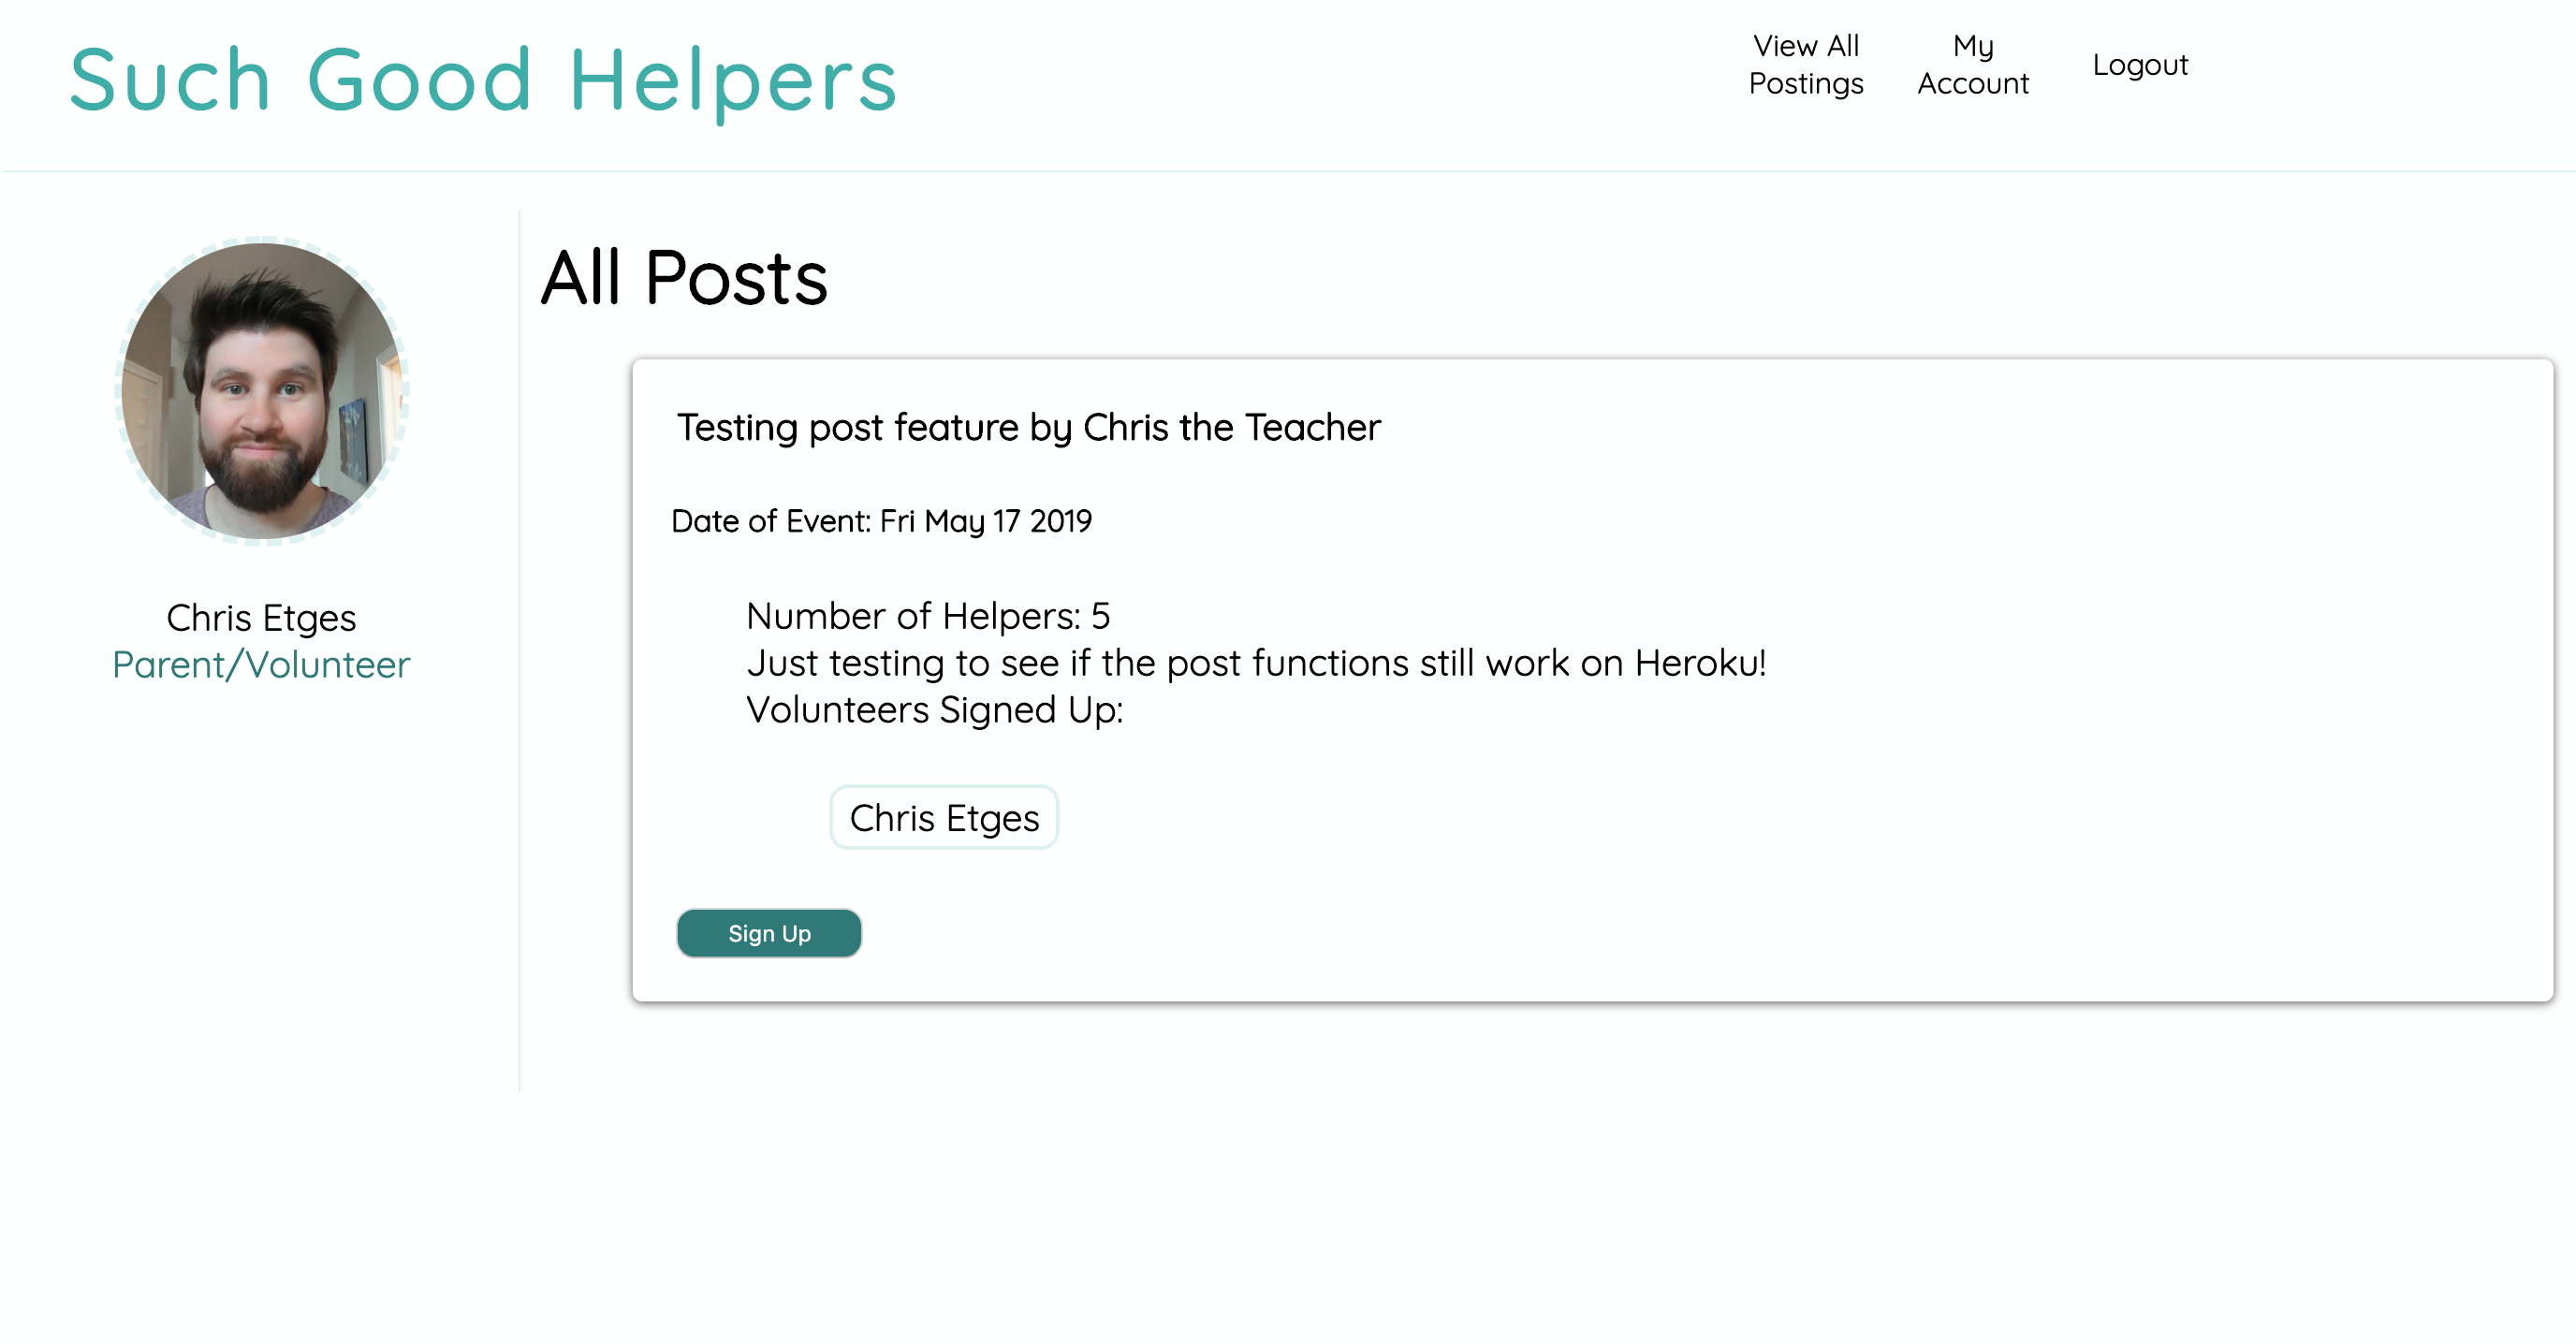 Such Good Helpers
View All
Postings
My
Account
Logout
Chris Etges
Parent/Volunteer
All Posts
Testing post feature by Chris the Teacher
Date of Event: Fri May 17 2019
Number of Helpers: 5
Just testing to see if the post functions still work on Heroku!
Volunteers Signed Up:
Chris Etges
Sign Up